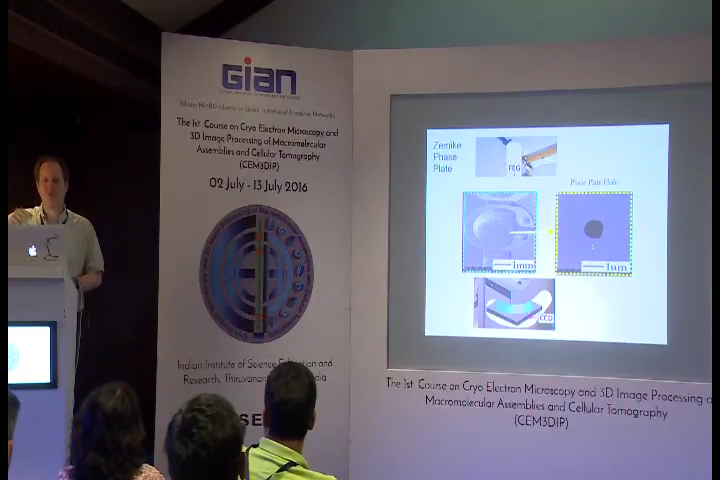 GIAN
The 1st Course on Cryo Electron Microscopy and
3D Image Processing of Macromolecular
Assemblies and Cellular Tomography
(CEM3DIP)
02 July - 13 July 2016
Indian Institute of Science Education and
Research,
Zernike
Phase
Plate
FEG
Phase Plate Hole
1mm
1um
CCD
The 1st Course on Cryo Electron Microscopy and 3D Image Processing
Macromolecular Assemblies and Cellular Tomography
(CEM3DIP)